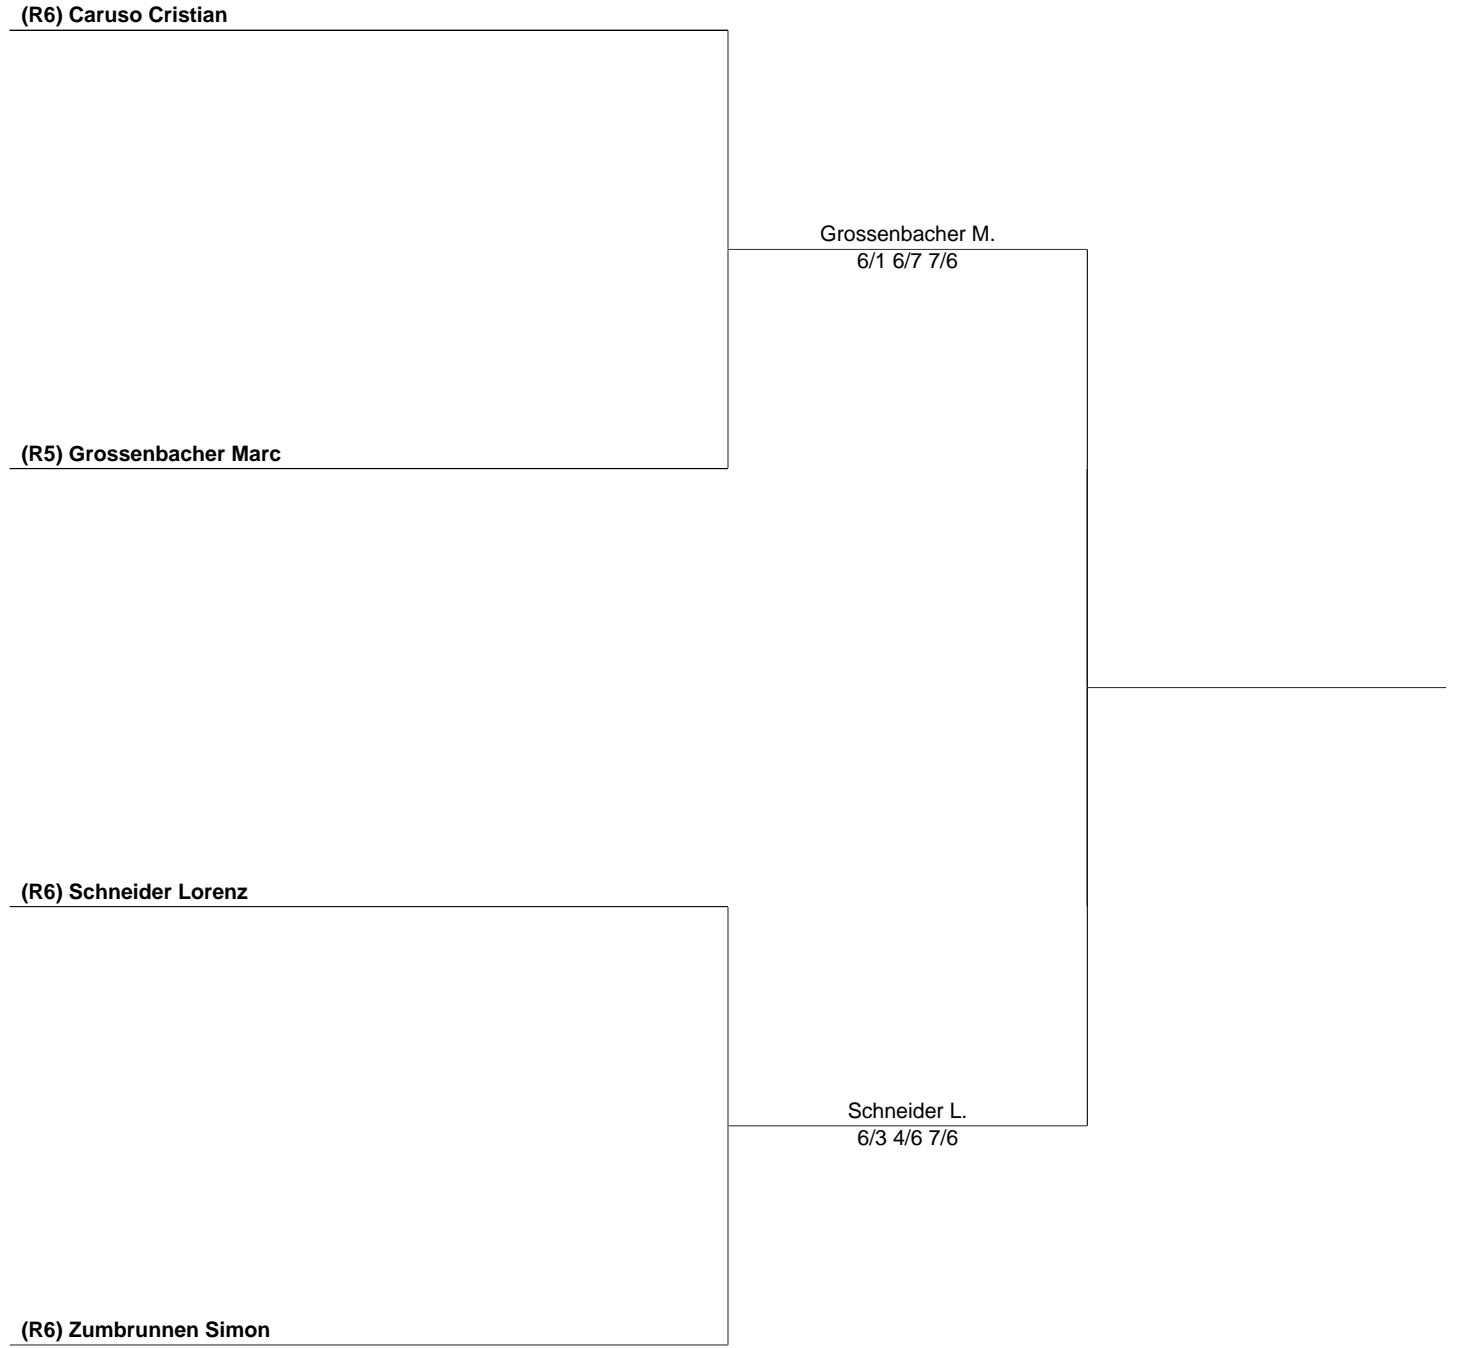 (R6) Caruso Cristian
Grossenbacher M.
6/1 6/7 7/6
(R5) Grossenbacher Marc
(R6) Schneider Lorenz
Schneider L.
6/3 4/6 7/6
(R6) Zumbrunnen Simon